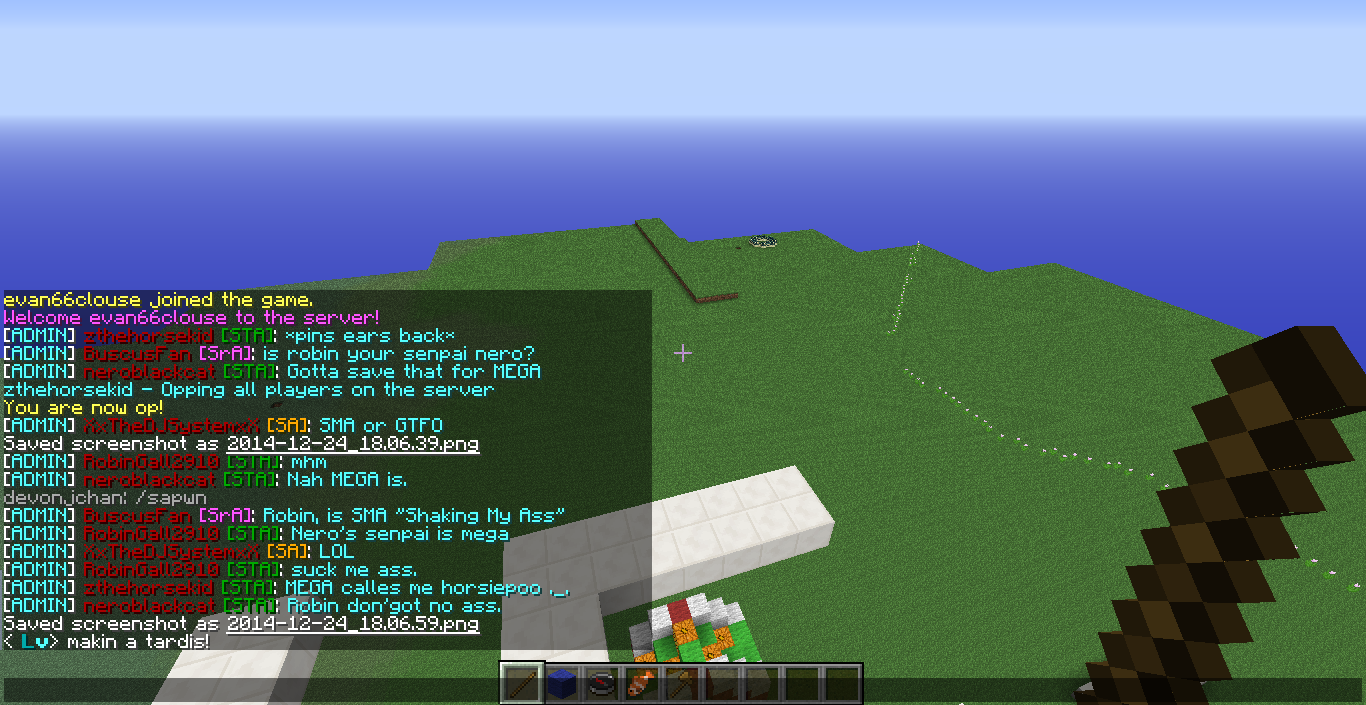 evan66clouse joined the game.
Welcome evan66clouse to the server!
[ADMIN] zthehorsekid [STA]: *pins ears back*
[ADMIN] BuscusFan [SrA]: is robin your senpai nero?
[ADMIN] neroblackcat [STA]: Gotta save that for MEGA
zthehorsekid - Opping all players on the server
You are now op!
[ADMIN] XxTheDJSystemxX [SA]: SMA or GTFO
Saved screenshot as 2014-12-24_18.06.39.png
[ADMIN] RobinGall2910 [STA]: mhm
[ADMIN] neroblackcat [STA]: Nah MEGA is.
devonjchan: /sapwn
[ADMIN] BuscusFan [SrA]: Robin, is SMA "Shaking My Ass"
[ADMIN] RobinGall2910 [STA]: Nero's senpai is mega
[ADMIN] XxTheDJSystemxX [SA]: LOL
[ADMIN] RobinGall2910 [STA]: suck me ass.
[ADMIN] zthehorsekid [STA]: MEGA calles me horsiepoo ._.
[ADMIN] neroblackcat [STA]: Robin don'got no ass.
Saved screenshot as 2014-12-24_18.06.59.png
< Lv> makin a tardis!